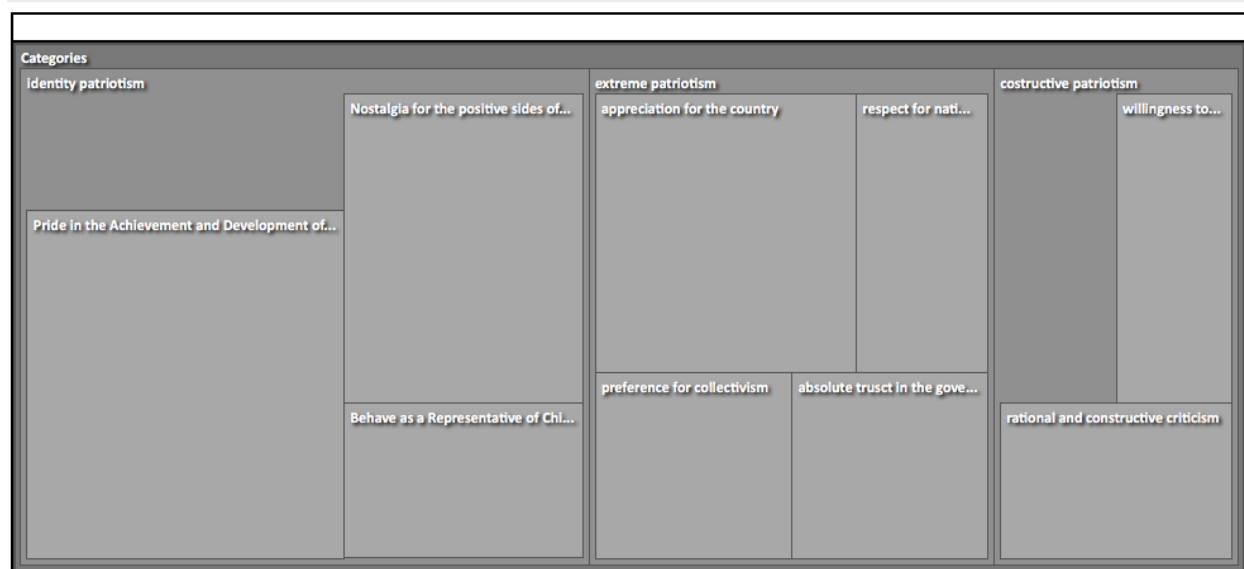 Categories
identity patriotism
Nostalgia for the positive sides of...
Pride in the Achievement and Development of...
Behave as a Representative of Chi...
extreme patriotism
appreciation for the country
respect for nati...
preference for collectivism
absolute trusct in the gove...
costructive patriotism
willingness to...
rational and constructive criticism